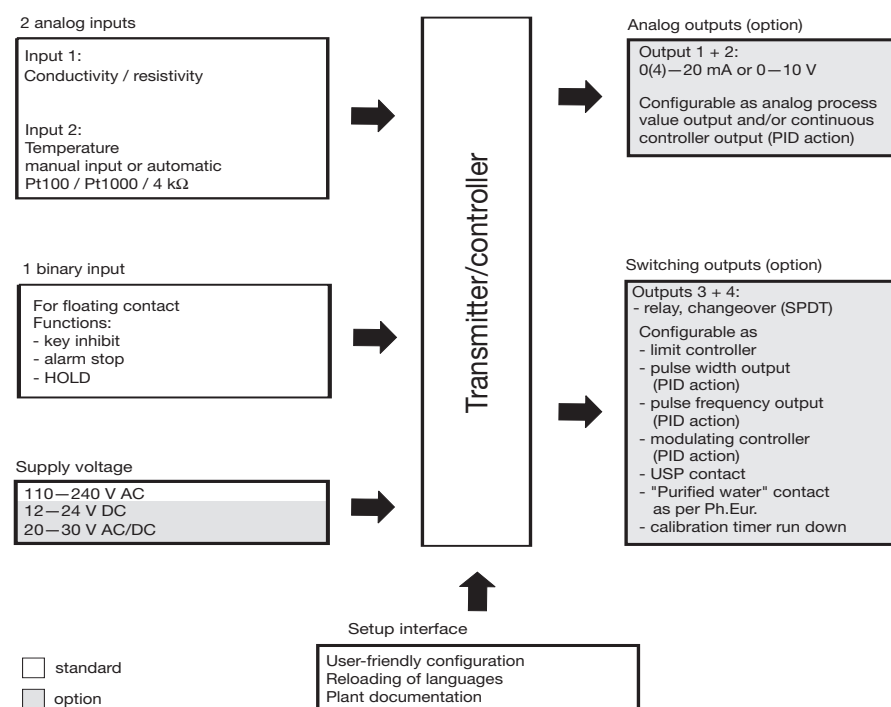 2 analog inputs
Input 1:
Conductivity / resistivity
Input 2:
Temperature
manual input or automatic
Pt100 / Pt1000 / 4 kΩ
1 binary input
For floating contact
Functions:
- key inhibit
- alarm stop
- HOLD
Supply voltage
110—240 V AC
12—24 V DC
20—30 V AC/DC
standard
option
Transmitter/controller
Setup interface
User-friendly configuration
Reloading of languages
Plant documentation
Analog outputs (option)
Output 1 + 2:
0(4)—20 mA or 0—10 V
Configurable as analog process
value output and/or continuous
controller output (PID action)
Switching outputs (option)
Outputs 3 + 4:
- relay, changeover (SPDT)
Configurable as
- limit controller
- pulse width output
(PID action)
- pulse frequency output
(PID action)
- modulating controller
(PID action)
- USP contact
- "Purified water" contact
as per Ph.Eur.
- calibration timer run down